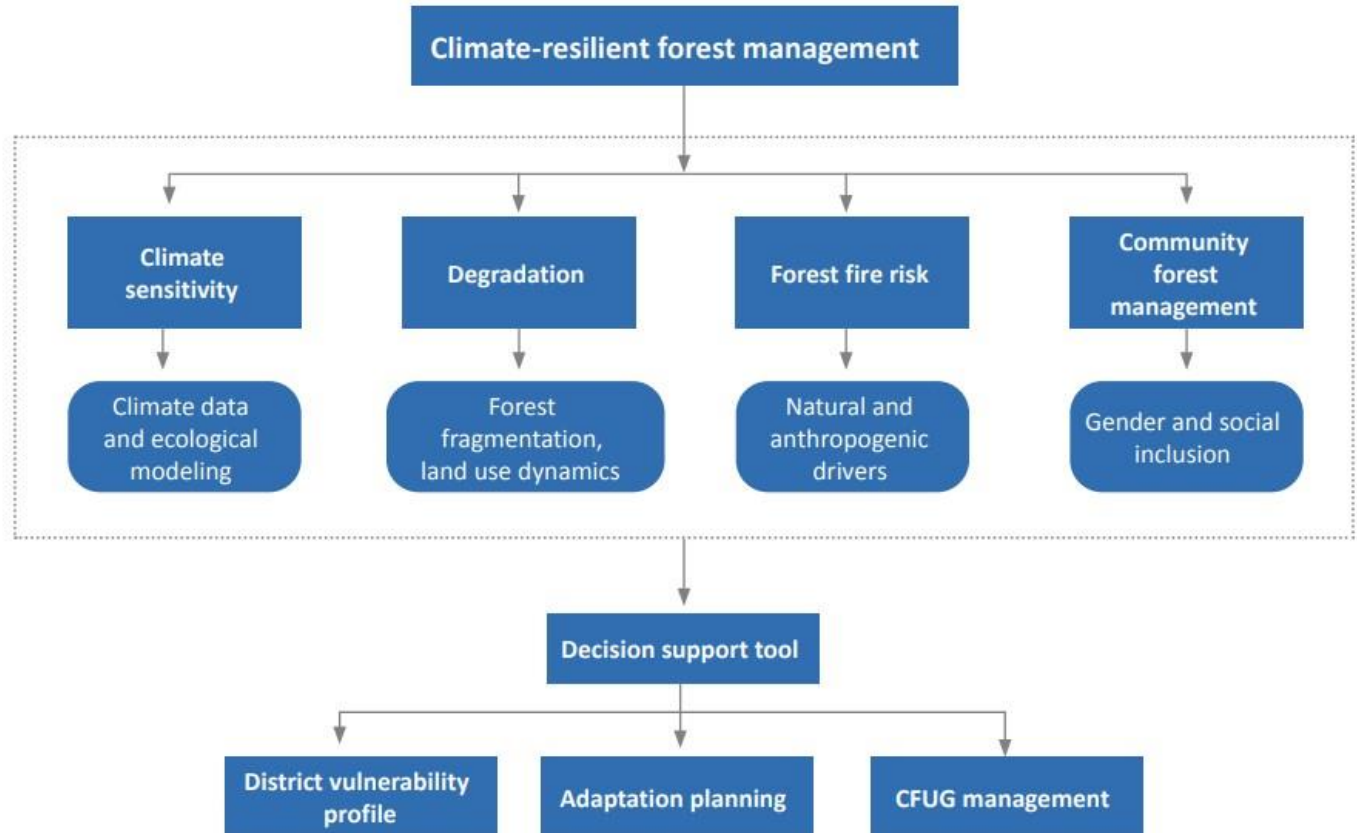 Climate-resilient forest management
Climate
sensitivity
Degradation
Forest fire risk
Community
forest
management
Climate data
and ecological
modeling
Forest
fragmentation,
land use dynamics
Natural and
anthropogenic
drivers
Gender and social
inclusion
Decision support tool
District vulnerability
profile
Adaptation planning
CFUG management